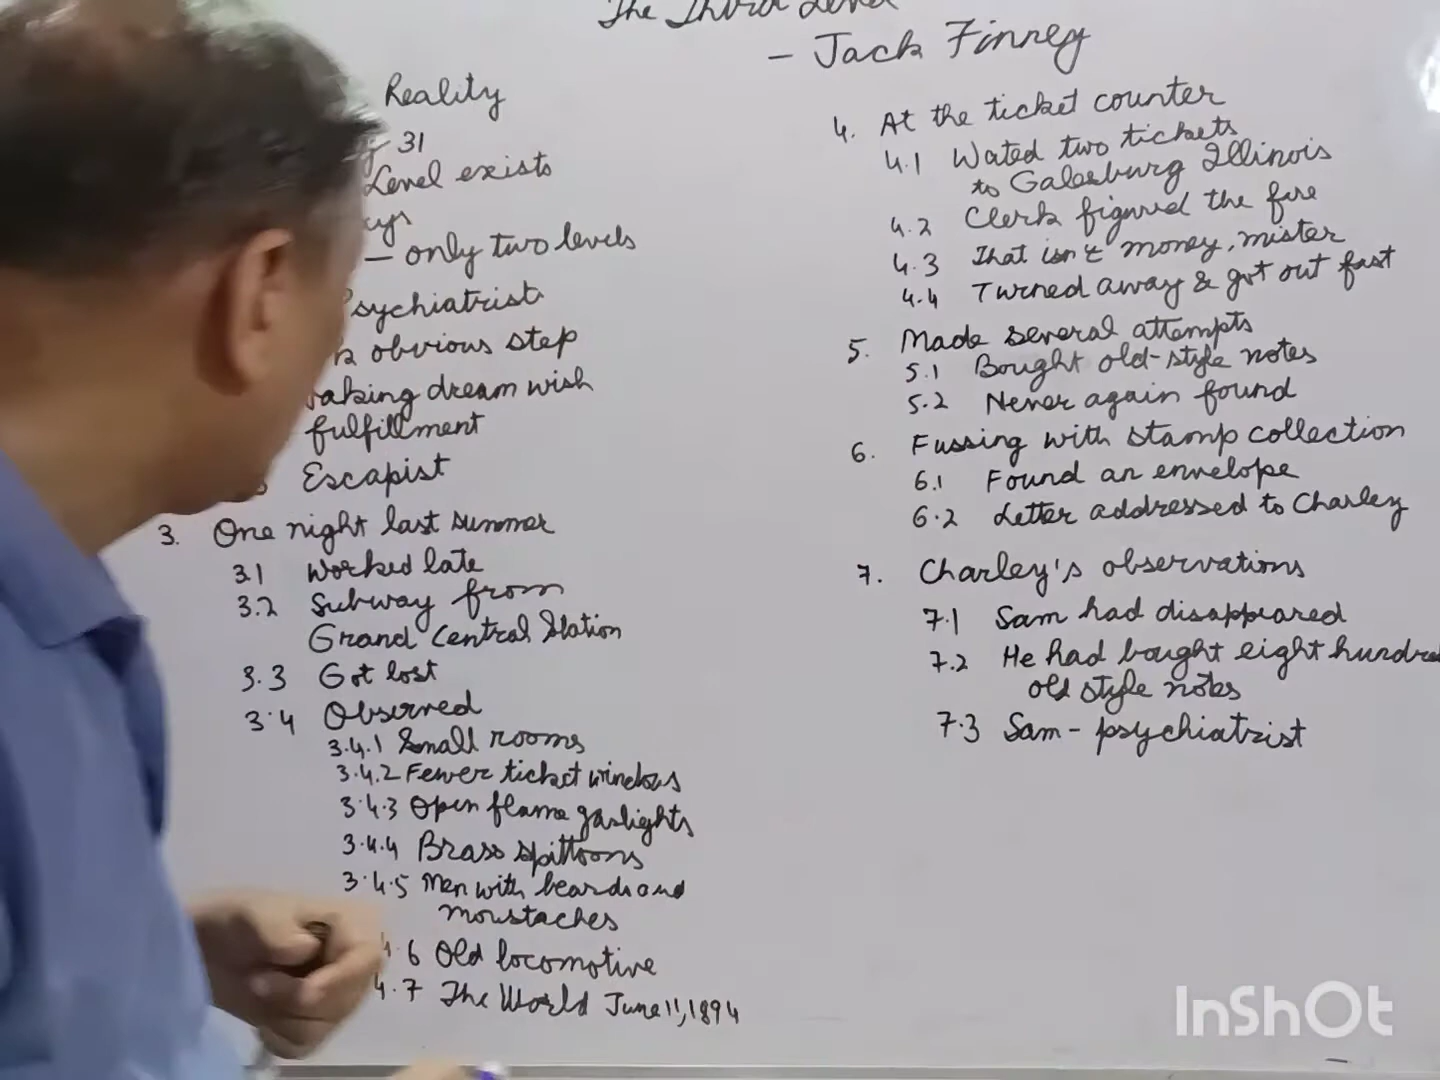 The Third Level
- Jack Finney
Reality
31
Level exists
- only two levels
Psychiatrist
obvious step
waking dream wish
fulfillment
Escapist
3. One night last summer
3.1 Worked late
3.2 Subway from
Grand Central Station
3.3 Got lost
3.4 Observed
3.4.1 Small rooms
3.4.2 Fewer ticket windows
3.4.3 Open flame gaslights
3.4.4 Brass spittoons
3.4.5 Men with beards and
moustaches
4.6 Old locomotive
4.7 The World June 11, 1894
4. At the ticket counter
4.1 Wated two tickets
to Galesburg Illinois
4.2 Clerk figured the fare
4.3 That isn't money, mister
4.4 Turned away & got out fast
5. Made several attempts
5.1 Bought old-style notes
5.2 Never again found
6. Fussing with stamp collection
6.1 Found an envelope
6.2 Letter addressed to Charley
7. Charley's observations
7.1 Sam had disappeared
7.2 He had bought eight hundred
old style notes
7.3 Sam - psychiatrist
InShOt